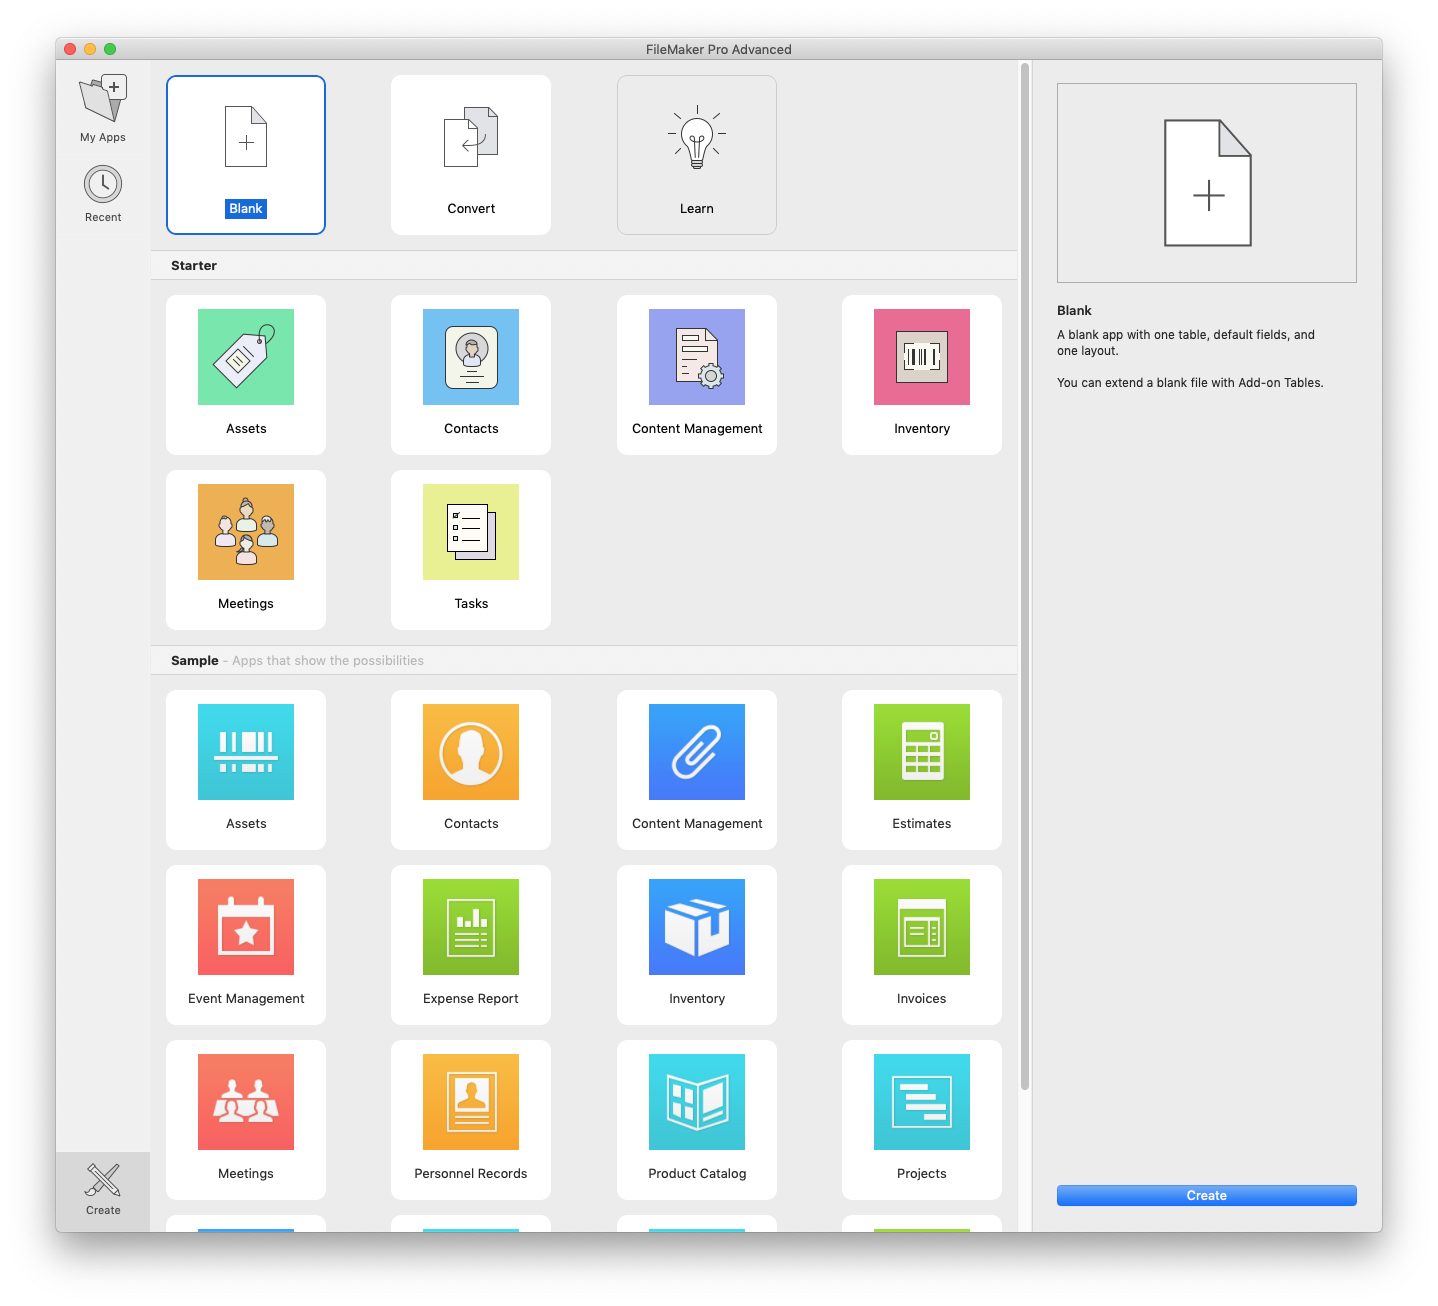 FileMaker Pro Advanced
My Apps
Recent
Blank
Convert
Learn
Starter
Assets
Contacts
Content Management
Inventory
Meetings
Tasks
Sample - Apps that show the possibilities
Assets
Contacts
Content Management
Estimates
Event Management
Expense Report
Inventory
Invoices
Meetings
Personnel Records
Product Catalog
Projects
Create
Blank
A blank app with one table, default fields, and
one layout.
You can extend a blank file with Add-on Tables.
Create